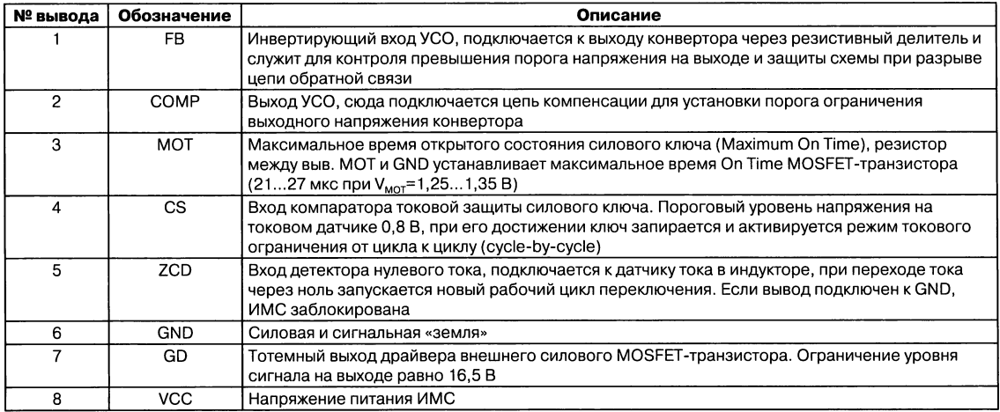 № вывода Обозначение Описание
1 FB Инвертирующий вход УСО, подключается к выходу конвертора через резистивный делитель и
служит для контроля превышения порога напряжения на выходе и защиты схемы при разрыве
цепи обратной связи
2 COMP Выход УСО, сюда подключается цепь компенсации для установки порога ограничения
выходного напряжения конвертора
3 MOT Максимальное время открытого состояния силового ключа (Maximum On Time), резистор
между выв. MOT и GND устанавливает максимальное время On Time MOSFET-транзистора
(21...27 мкс при VMOT=1,25...1,35 В)
4 CS Вход компаратора токовой защиты силового ключа. Пороговый уровень напряжения на
токовом датчике 0,8 В, при его достижении ключ запирается и активируется режим токового
ограничения от цикла к циклу (cycle-by-cycle)
5 ZCD Вход детектора нулевого тока, подключается к датчику тока в индукторе, при переходе тока
через ноль запускается новый рабочий цикл переключения. Если вывод подключен к GND,
ИМС заблокирована
6 GND Силовая и сигнальная «земля»
7 GD Тотемный выход драйвера внешнего силового MOSFET-транзистора. Ограничение уровня
сигнала на выходе равно 16,5 В
8 VCC Напряжение питания ИМС